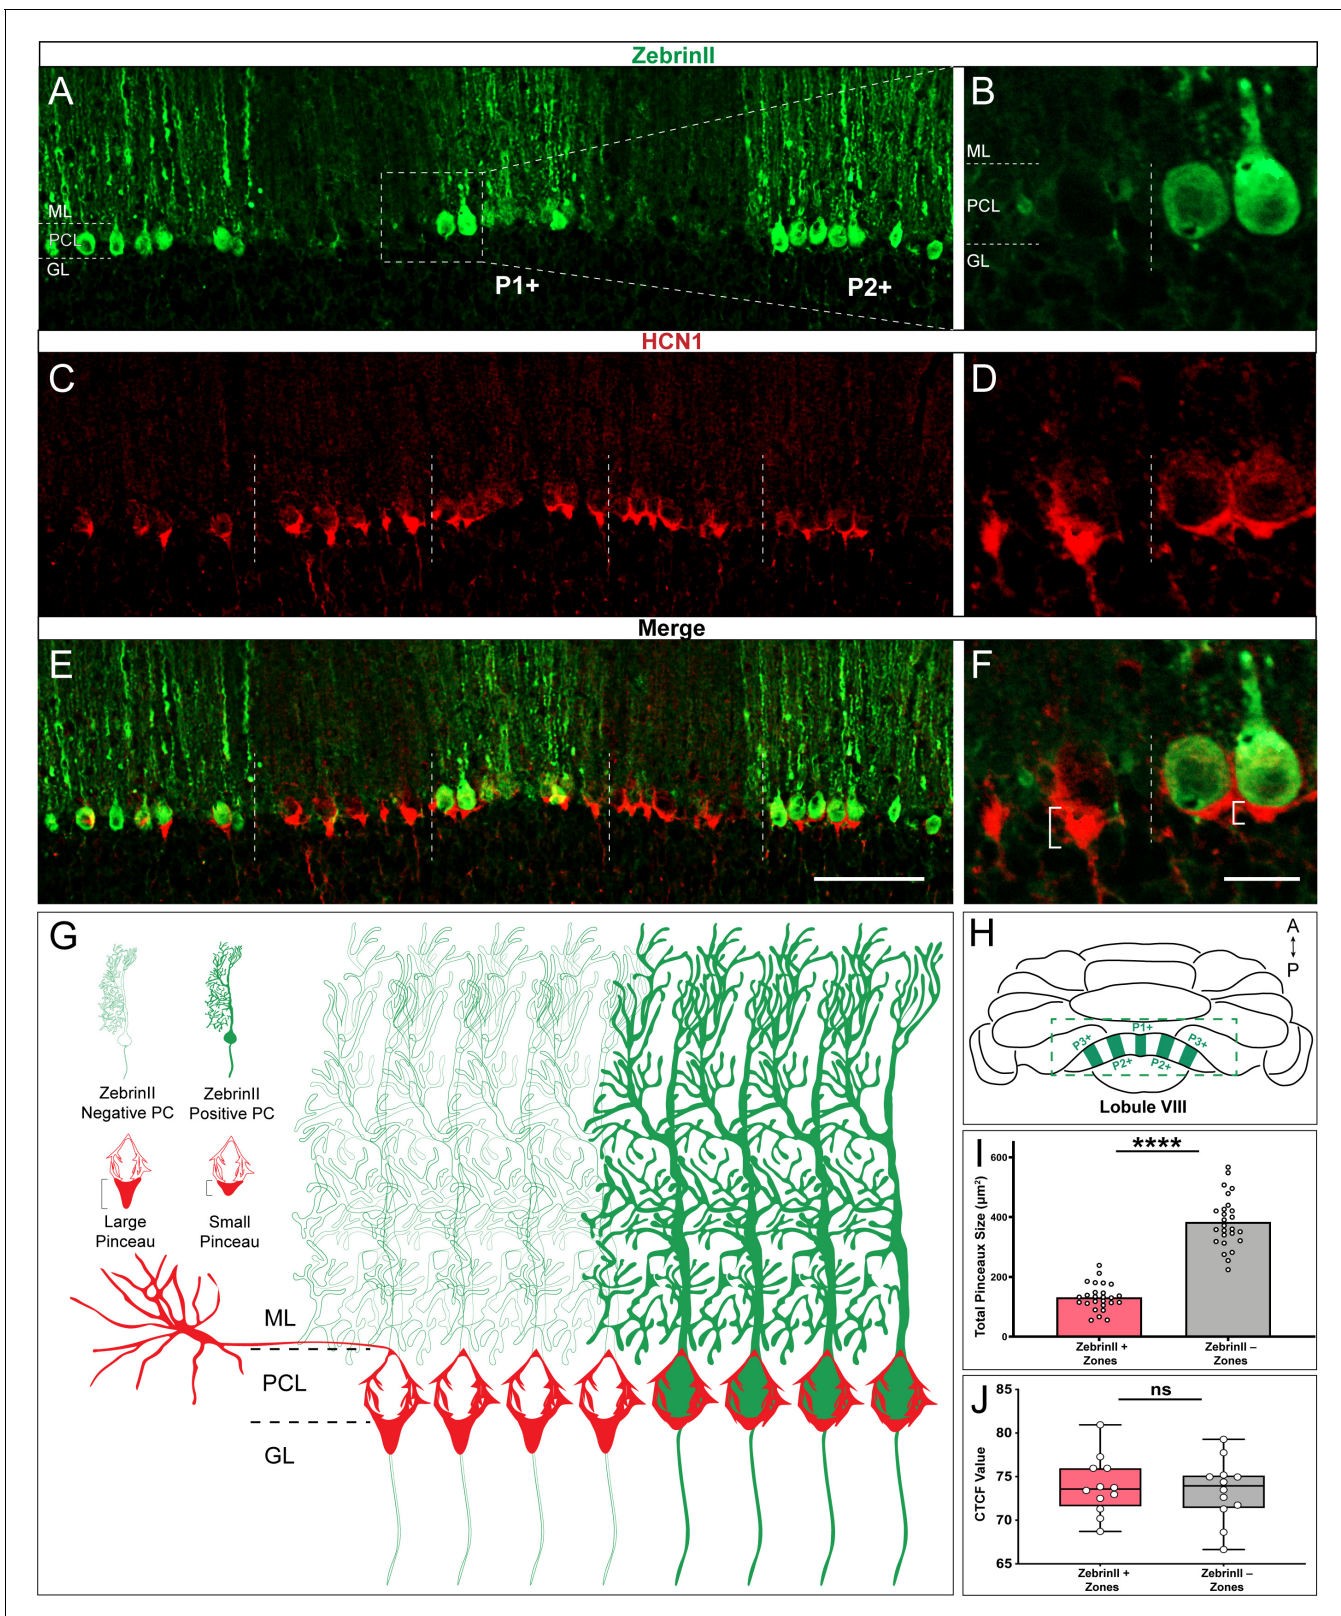 ZebrinII
A
ML
PCL
GL
P1+
P2+
B
ML
PCL
GL
HCN1
C
D
Merge
E
F
G
ZebrinII
Negative PC
ZebrinII
Positive PC
Large
Pinceau
Small
Pinceau
ML
PCL
GL
H
A
P
P3+
P2+
P1+
P2+
P3+
Lobule VIII
I
****
Total Pinceaux Size (µm²)
600
400
200
0
ZebrinII +
Zones
ZebrinII –
Zones
J
ns
CTCF Value
85
80
75
70
65
ZebrinII +
Zones
ZebrinII –
Zones